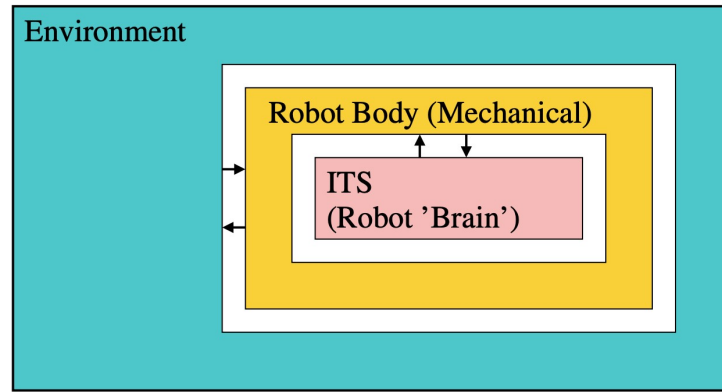 Environment
Robot Body (Mechanical)
ITS
(Robot ’Brain’)